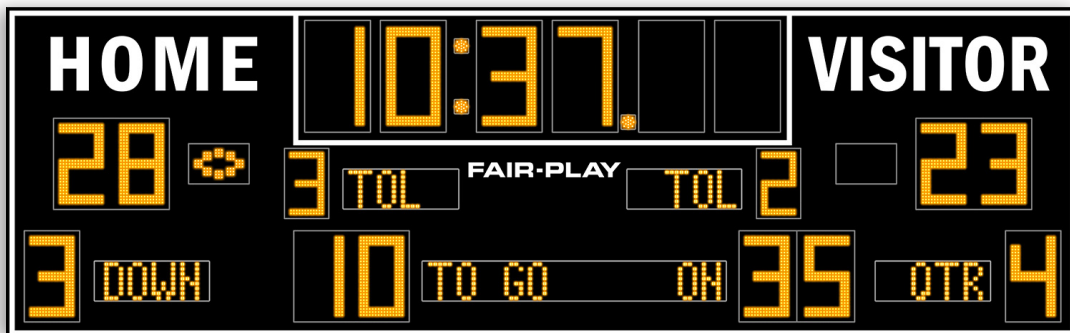 HOME 10:37. VISITOR
28 23
3 TOL FAIR-PLAY TOL 2
3 DOWN 10 TO GO ON 35 QTR 4